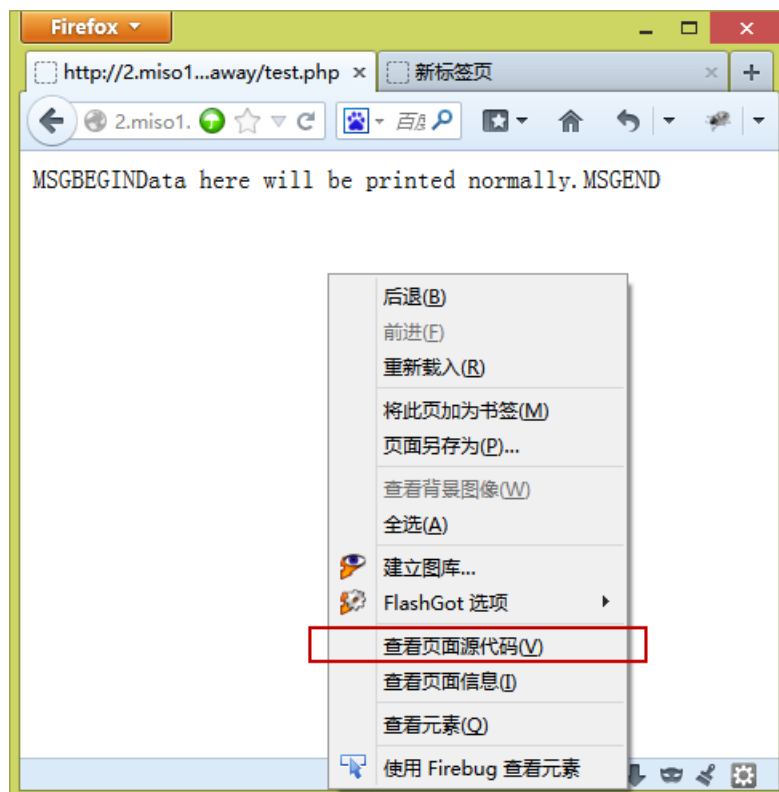 Firefox
http://2.miso1...away/test.php
新标签页
2.miso1.
MSGBEGINData here will be printed normally.MSGEND
后退(B)
前进(F)
重新载入(R)
将此页加为书签(M)
页面另存为(P)...
查看背景图像(W)
全选(A)
建立图库...
FlashGot 选项
查看页面源代码(V)
查看页面信息(I)
查看元素(Q)
使用 Firebug 查看元素